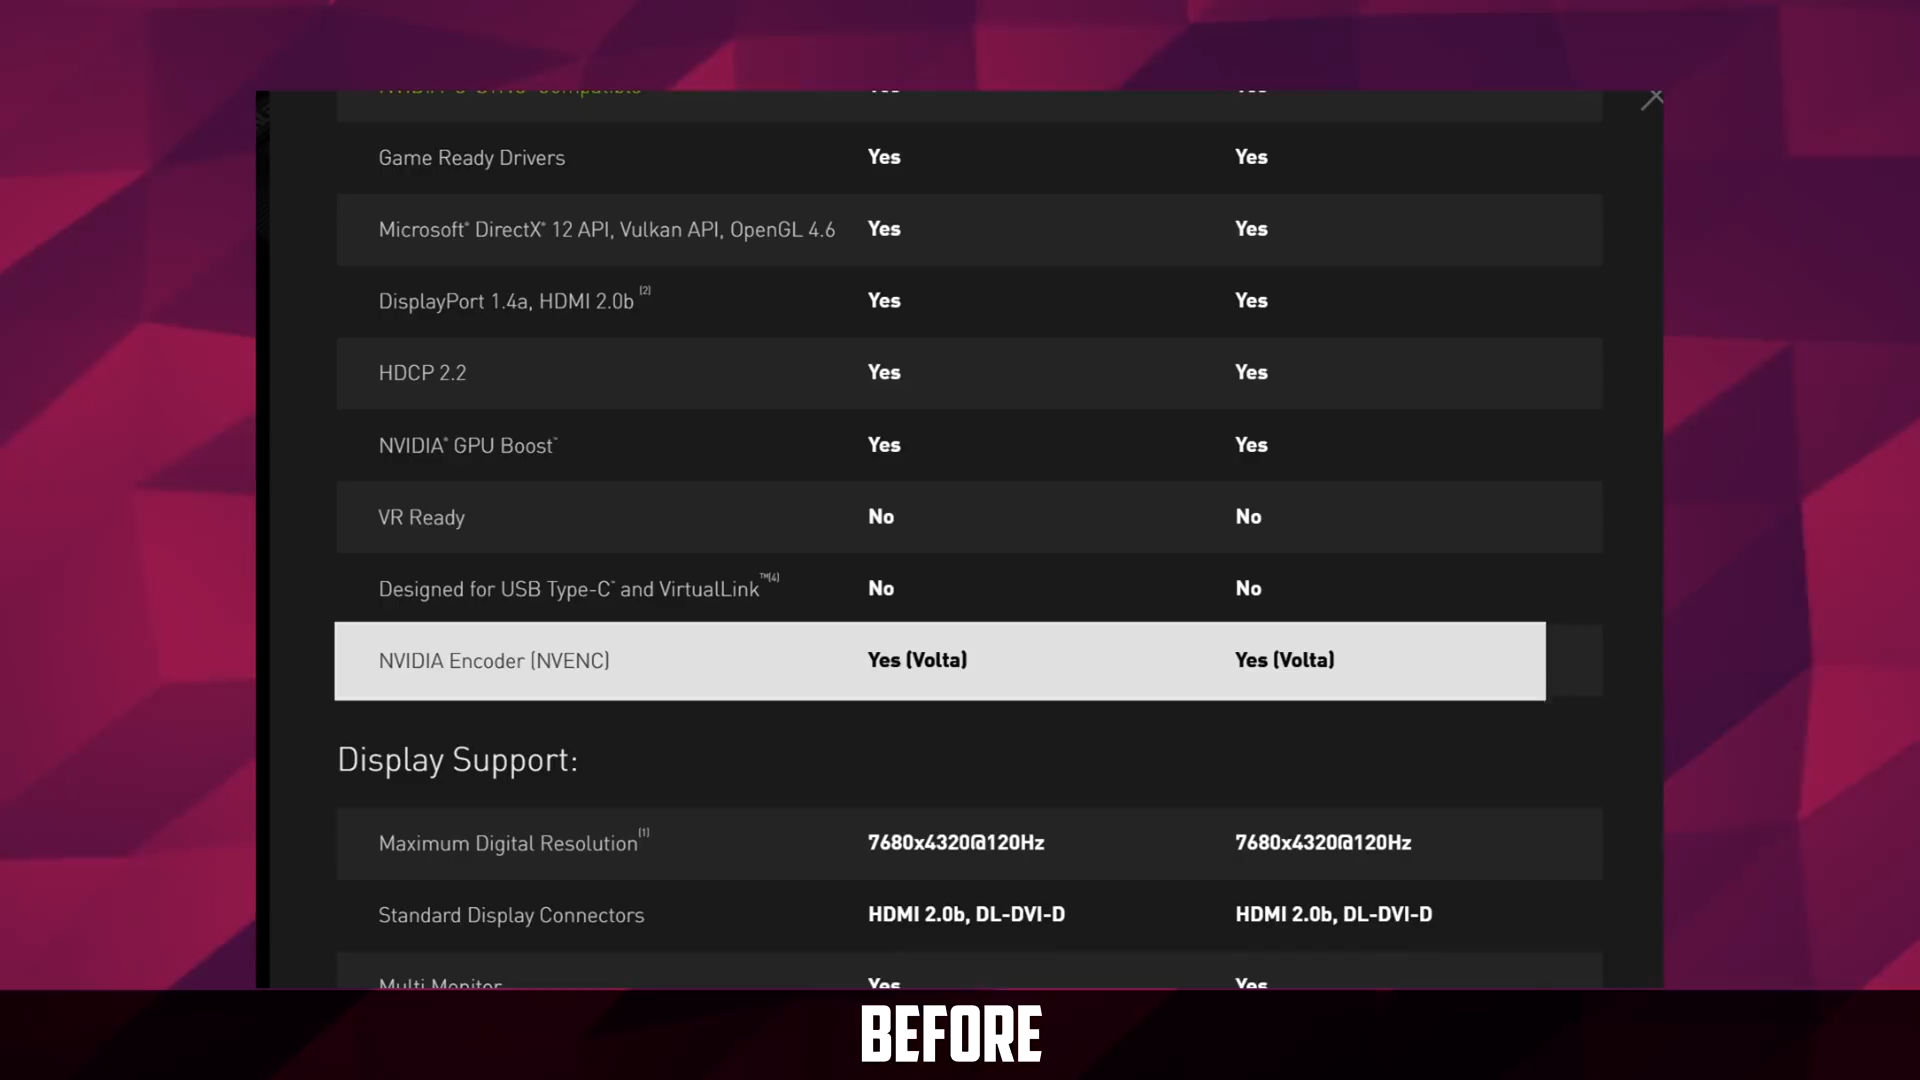 Game Ready Drivers Yes Yes
Microsoft® DirectX® 12 API, Vulkan API, OpenGL 4.6 Yes Yes
DisplayPort 1.4a, HDMI 2.0b (2) Yes Yes
HDCP 2.2 Yes Yes
NVIDIA® GPU Boost™ Yes Yes
VR Ready No No
Designed for USB Type-C™ and VirtualLink™(4) No No
NVIDIA Encoder (NVENC) Yes (Volta) Yes (Volta)
Display Support:
Maximum Digital Resolution(1) 7680x4320@120Hz 7680x4320@120Hz
Standard Display Connectors HDMI 2.0b, DL-DVI-D HDMI 2.0b, DL-DVI-D
Multi Monitor Yes Yes
BEFORE